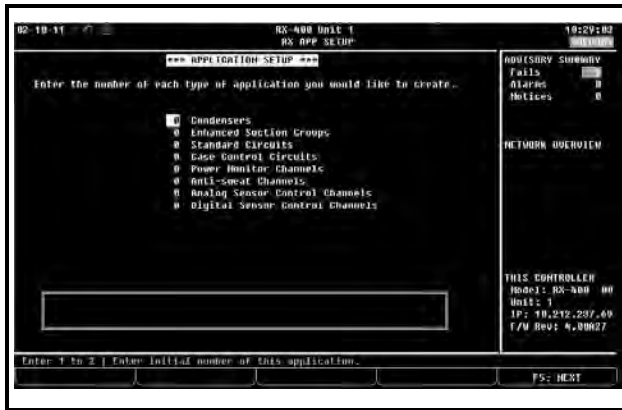 02-10-11
RX-400 Unit 1
RX APP SETUP
10:29:02
*** APPLICATION SETUP ***
Enter the number of each type of application you would like to create.
0 Condensers
0 Enhanced Suction Groups
0 Standard Circuits
0 Case Control Circuits
0 Power Monitor Channels
0 Anti-sweat Channels
0 Analog Sensor Control Channels
0 Digital Sensor Control Channels
ADVISORY SUMMARY
Fails
Alarms 0
Notices 0
NETWORK OVERVIEW
THIS CONTROLLER
Model: RX-400 00
Unit: 1
IP: 10.212.237.69
F/W Rev: 4.00A27
Enter 1 to 2 | Enter initial number of this application.
F5: NEXT